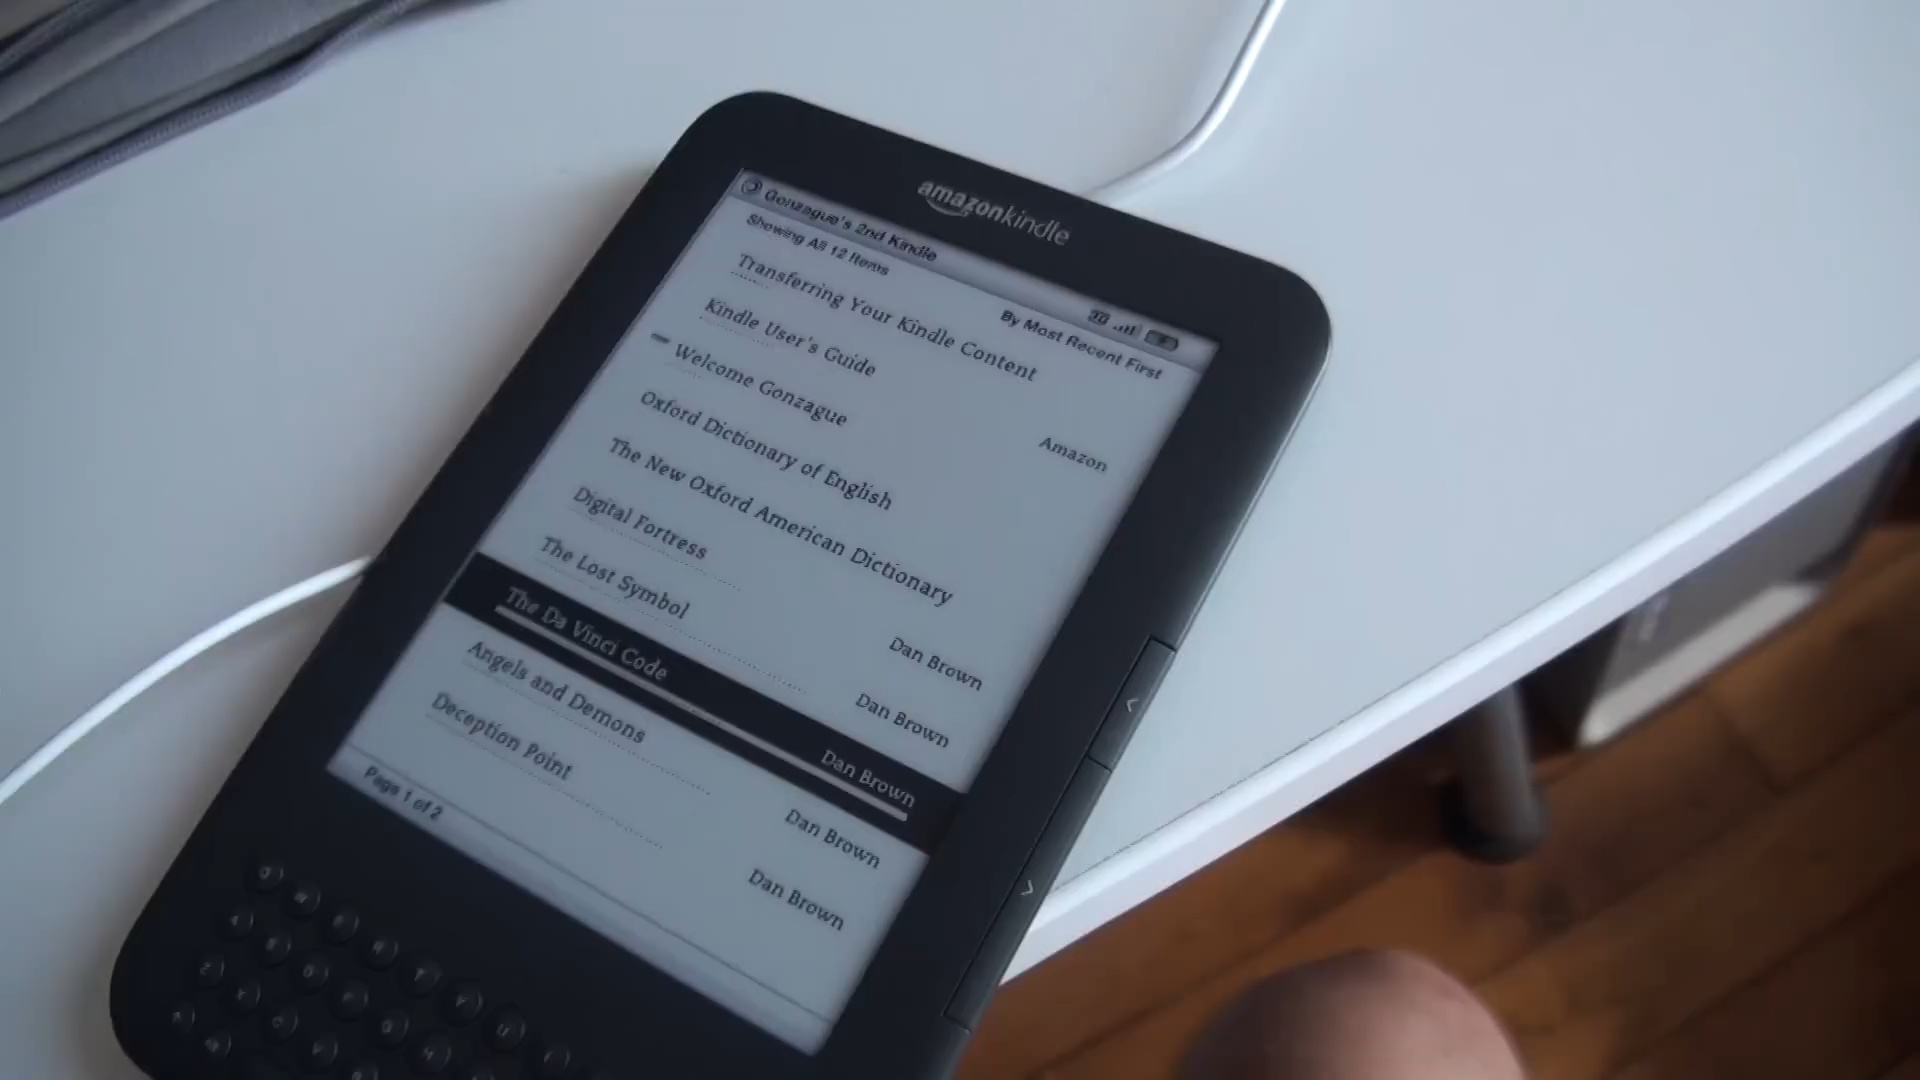 amazonkindle
Gonzague's 2nd Kindle
3G
Showing All 12 Items By Most Recent First
Transferring Your Kindle Content
Kindle User's Guide
Welcome Gonzague Amazon
Oxford Dictionary of English
The New Oxford American Dictionary
Digital Fortress Dan Brown
The Lost Symbol Dan Brown
The Da Vinci Code Dan Brown
Angels and Demons Dan Brown
Deception Point Dan Brown
Page 1 of 2